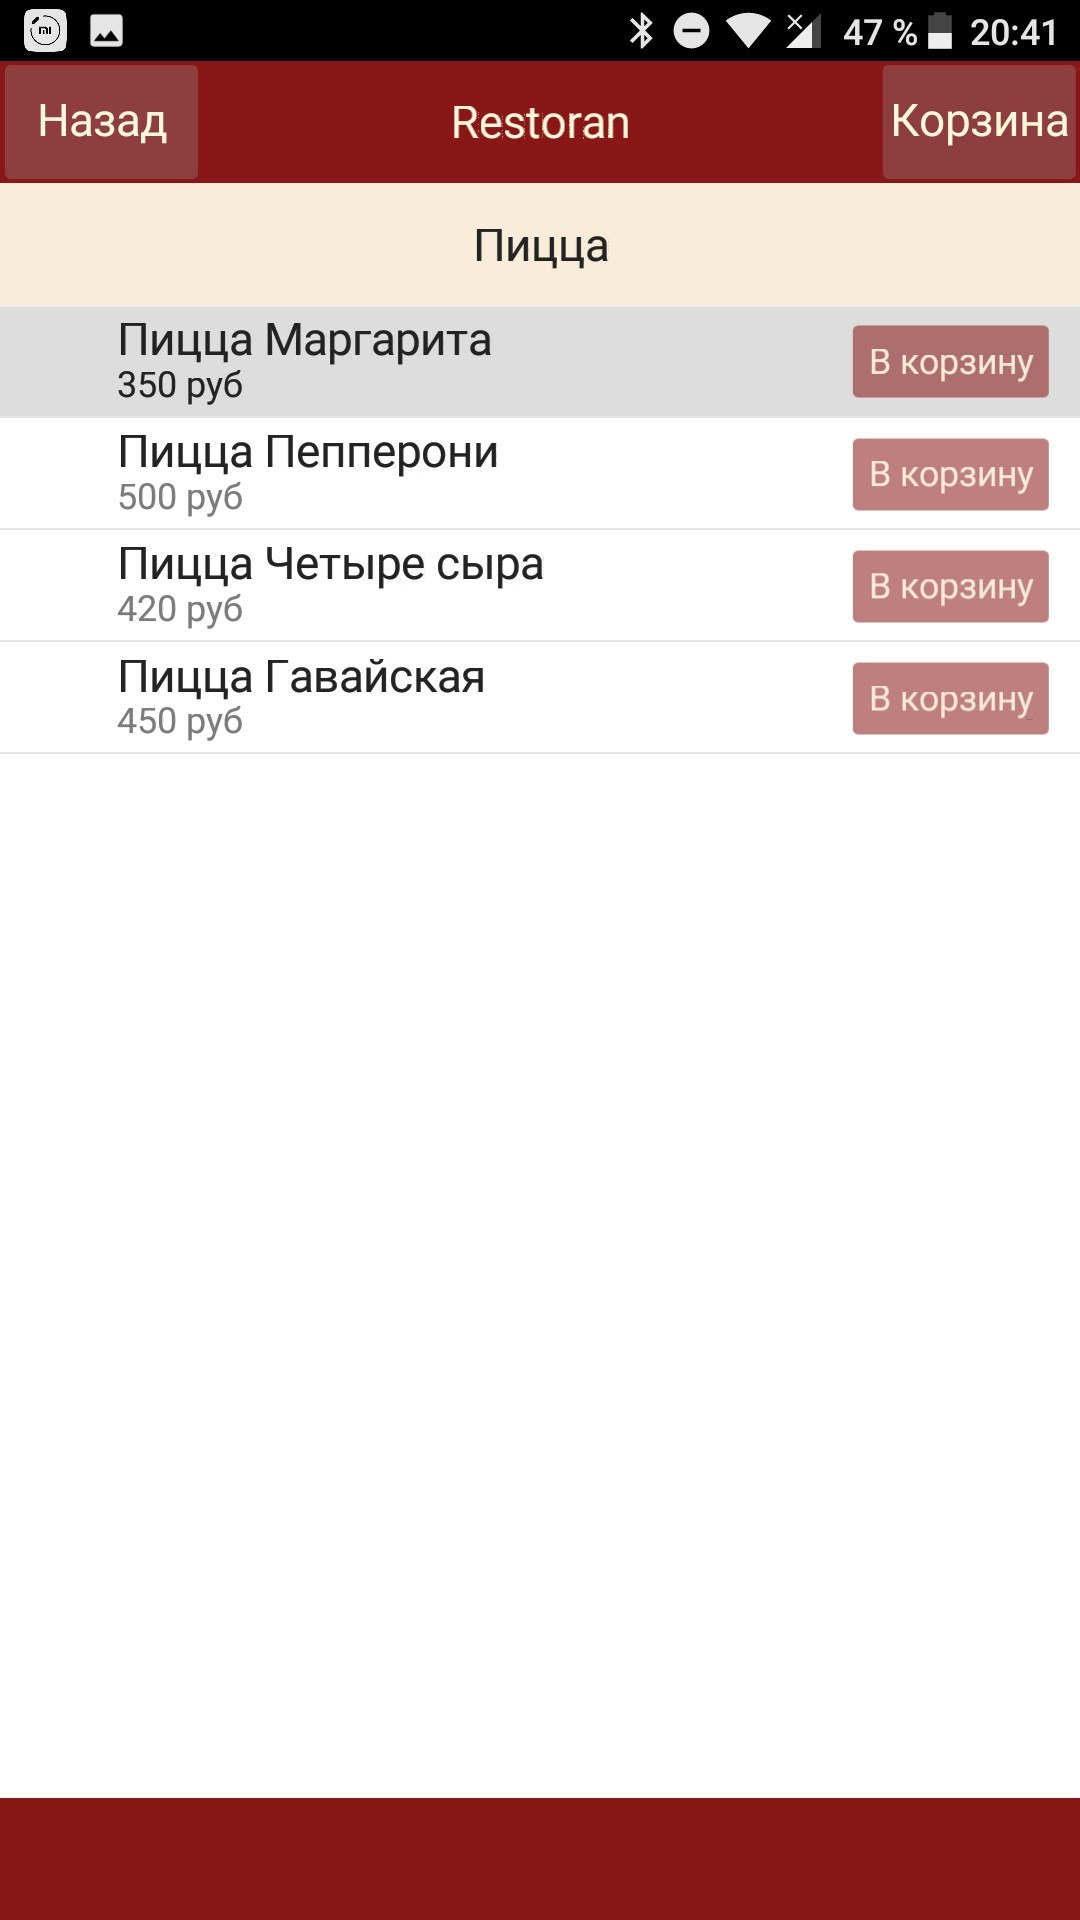 47 % 20:41
Назад Restoran Корзина
Пицца
Пицца Маргарита
350 руб
В корзину
Пицца Пепперони
500 руб
В корзину
Пицца Четыре сыра
420 руб
В корзину
Пицца Гавайская
450 руб
В корзину